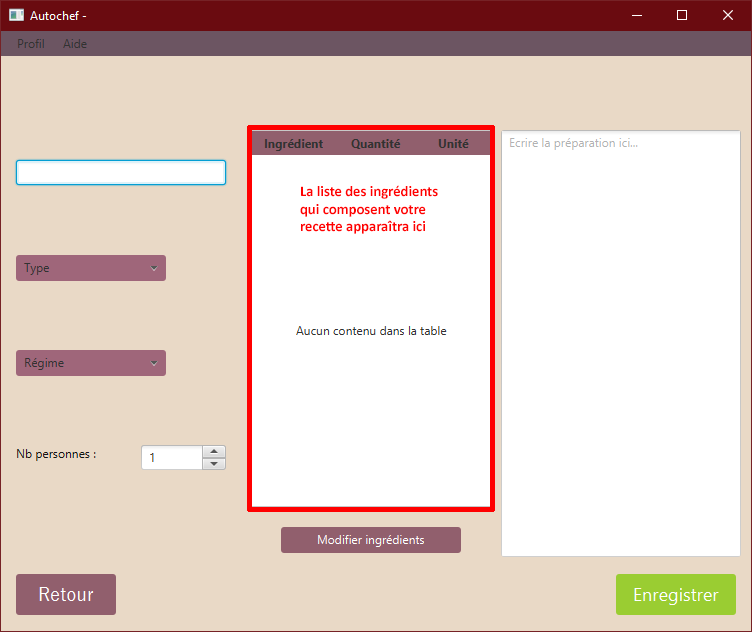 Autochef -
Profil Aide
Ingrédient Quantité Unité
La liste des ingrédients
qui composent votre
recette apparaîtra ici
Aucun contenu dans la table
Ecrire la préparation ici...
Type
Régime
Nb personnes :
1
Modifier ingrédients
Retour
Enregistrer